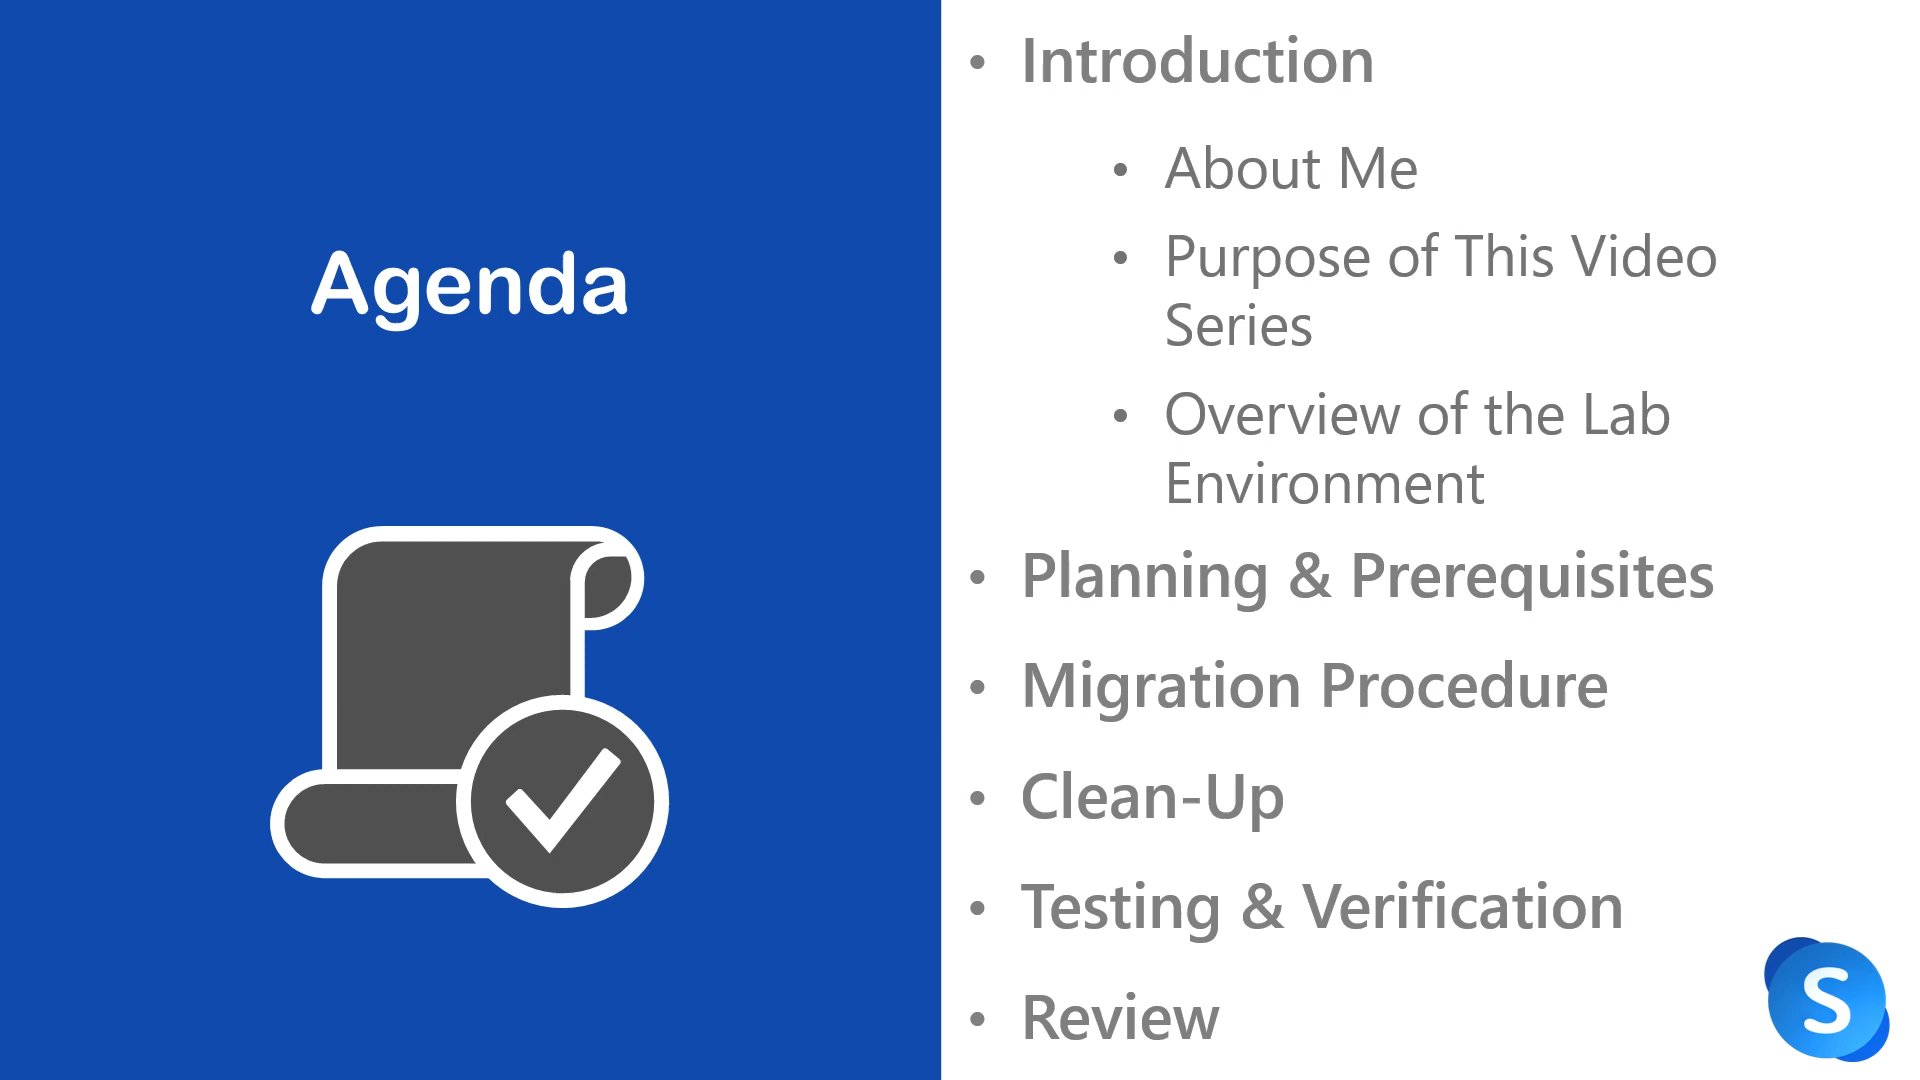 Agenda
• Introduction
• About Me
• Purpose of This Video
Series
• Overview of the Lab
Environment
• Planning & Prerequisites
• Migration Procedure
• Clean-Up
• Testing & Verification
• Review
S